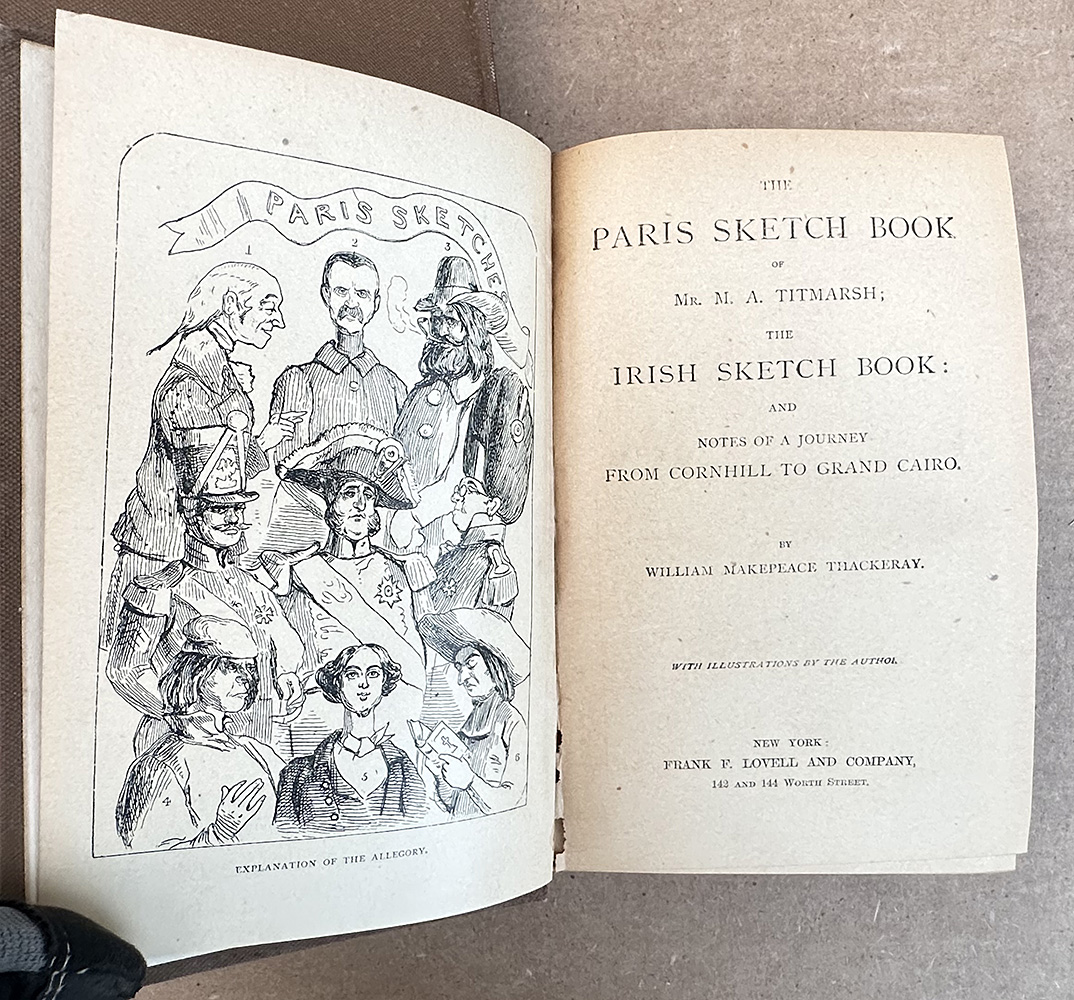 PARIS SKETCHES
1
2
3
4
5
6
EXPLANATION OF THE ALLEGORY.
THE
PARIS SKETCH BOOK
OF
MR. M. A. TITMARSH;
THE
IRISH SKETCH BOOK:
AND
NOTES OF A JOURNEY
FROM CORNHILL TO GRAND CAIRO.
BY
WILLIAM MAKEPEACE THACKERAY.
WITH ILLUSTRATIONS BY THE AUTHOR.
NEW YORK:
FRANK F. LOVELL AND COMPANY,
142 AND 144 WORTH STREET.